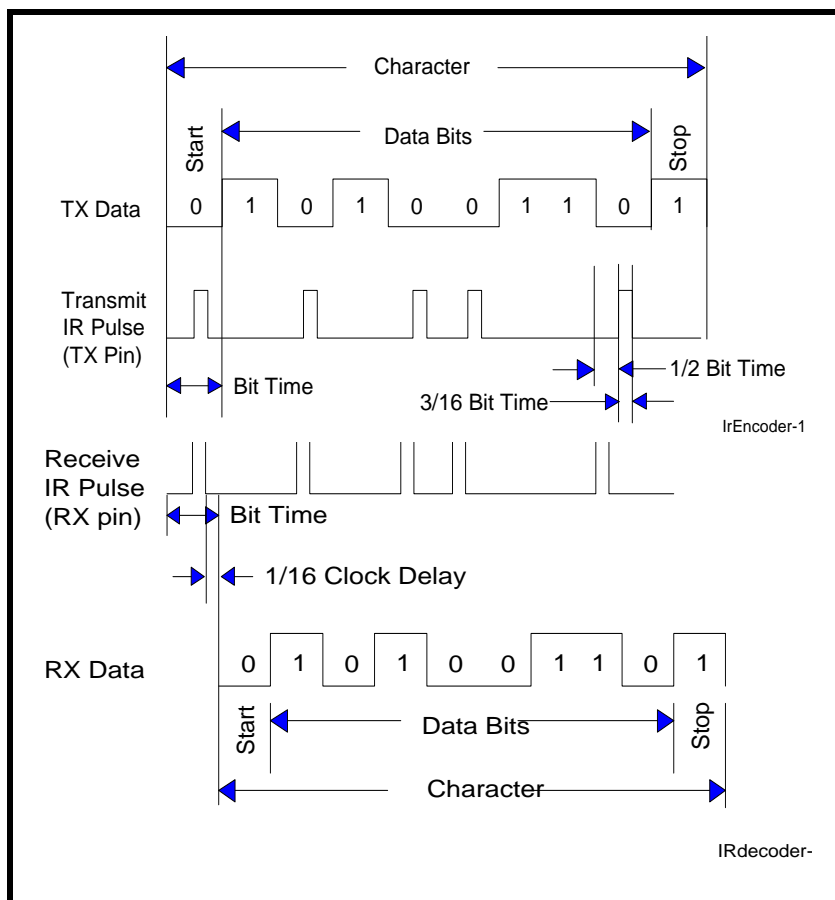 Character
Start
Data Bits
Stop
TX Data
0 1 0 1 0 0 1 1 0 1
Transmit
IR Pulse
(TX Pin)
Bit Time
1/2 Bit Time
3/16 Bit Time
IrEncoder-1
Receive
IR Pulse
(RX pin)
Bit Time
1/16 Clock Delay
RX Data
0 1 0 1 0 0 1 1 0 1
Start
Data Bits
Stop
Character
IRdecoder-